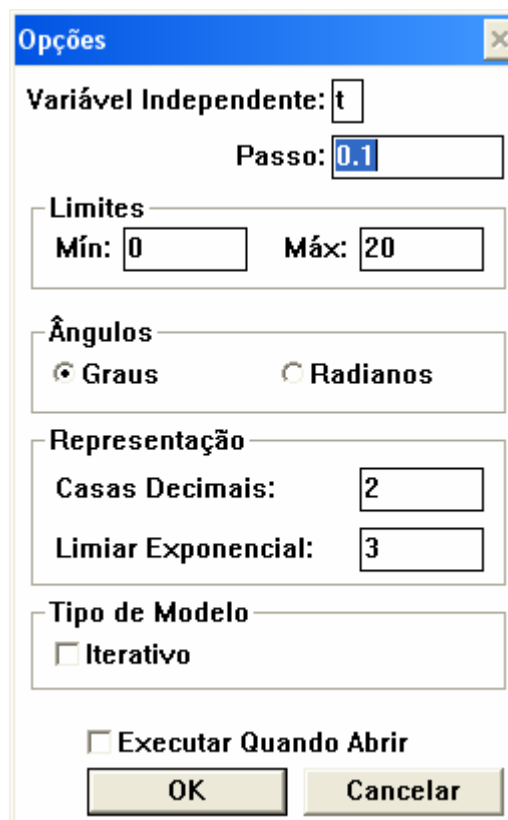 Opções
Variável Independente: t
Passo: 0.1
Limites
Mín: 0 Máx: 20
Ângulos
Graus Radianos
Representação
Casas Decimais: 2
Limiar Exponencial: 3
Tipo de Modelo
Iterativo
Executar Quando Abrir
OK Cancelar